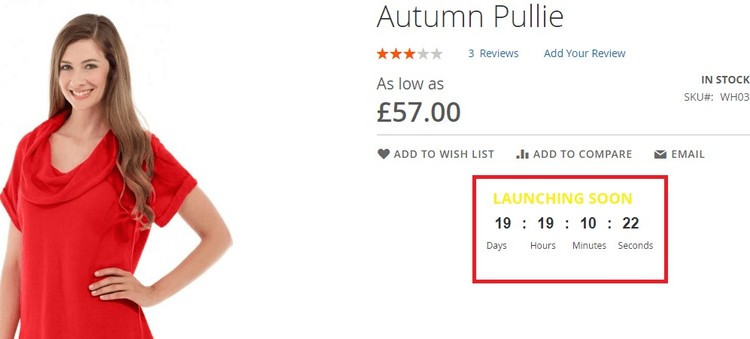 Autumn Pullie
3 Reviews Add Your Review
As low as
IN STOCK
£57.00
SKU#: WH03
ADD TO WISH LIST ADD TO COMPARE EMAIL
LAUNCHING SOON
19 : 19 : 10 : 22
Days Hours Minutes Seconds